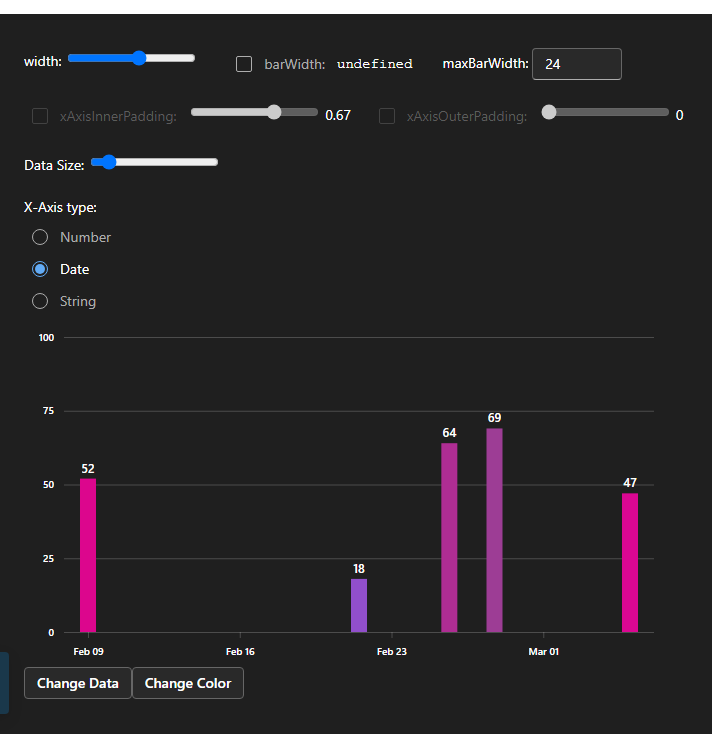 width: barWidth: undefined maxBarWidth: 24
xAxisInnerPadding: 0.67 xAxisOuterPadding: 0
Data Size:
X-Axis type:
Number
Date
String
100
75
50
25
0
52
18
64
69
47
Feb 09 Feb 16 Feb 23 Mar 01
Change Data Change Color